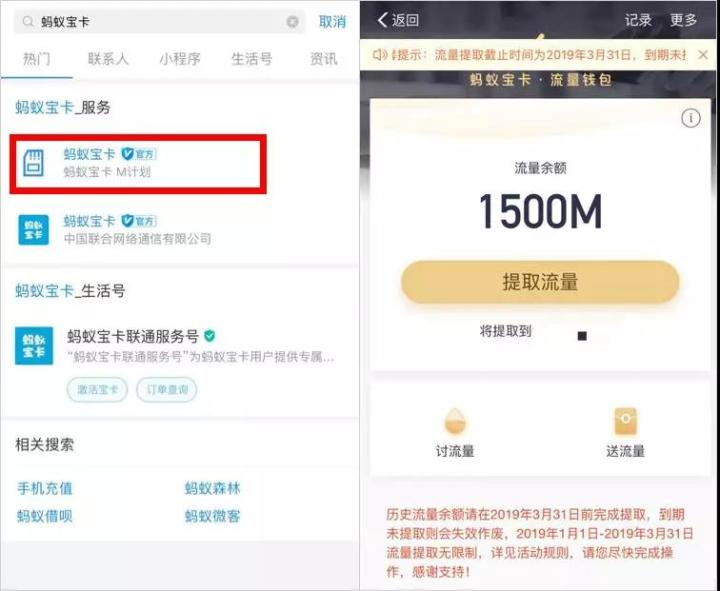 蚂蚁宝卡
取消
热门
联系人
小程序
生活号
资讯
蚂蚁宝卡_服务
蚂蚁宝卡 官方
蚂蚁宝卡 M计划
蚂蚁宝卡
蚂蚁宝卡 官方
中国联合网络通信有限公司
蚂蚁宝卡_生活号
蚂蚁宝卡
蚂蚁宝卡联通服务号
“蚂蚁宝卡联通服务号”为蚂蚁宝卡用户提供专属...
激活宝卡
订单查询
相关搜索
手机充值
蚂蚁森林
蚂蚁借呗
蚂蚁微客
返回
记录
更多
提示：流量提取截止时间为2019年3月31日，到期未
蚂蚁宝卡·流量钱包
流量余额
1500M
提取流量
将提取到
讨流量
送流量
历史流量余额请在2019年3月31日前完成提取，到期
未提取则会失效作废，2019年1月1日-2019年3月31日
流量提取无限制，详见活动规则，请您尽快完成操
作，感谢支持！